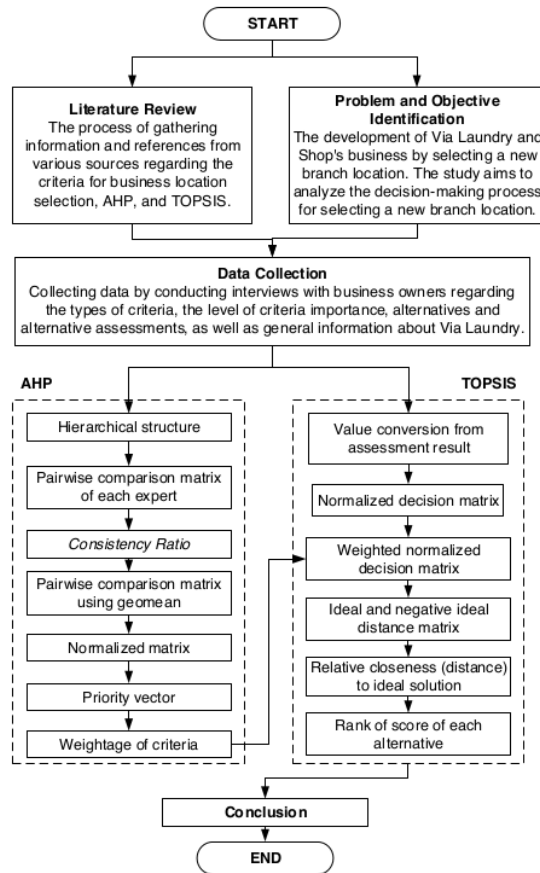 START
Literature Review
The process of gathering
information and references from
various sources regarding the
criteria for business location
selection, AHP, and TOPSIS.
Problem and Objective
Identification
The development of Via Laundry and
Shop's business by selecting a new
branch location. The study aims to
analyze the decision-making process
for selecting a new branch location.
Data Collection
Collecting data by conducting interviews with business owners regarding
the types of criteria, the level of criteria importance, alternatives and
alternative assessments, as well as general information about Via Laundry.
AHP
Hierarchical structure
Pairwise comparison matrix
of each expert
Consistency Ratio
Pairwise comparison matrix
using geomean
Normalized matrix
Priority vector
Weightage of criteria
TOPSIS
Value conversion from
assessment result
Normalized decision matrix
Weighted normalized
decision matrix
Ideal and negative ideal
distance matrix
Relative closeness (distance)
to ideal solution
Rank of score of each
alternative
Conclusion
END